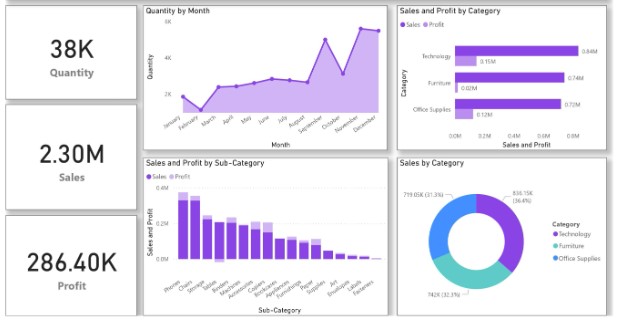 38K
Quantity
2.30M
Sales
286.40K
Profit
Quantity by Month
6K
4K
2K
Quantity
January
February
March
April
May
June
July
August
September
October
November
December
Month
Sales and Profit by Category
Sales Profit
Category
Technology
0.84M
0.15M
Furniture
0.74M
0.02M
Office Supplies
0.72M
0.12M
0.0M 0.2M 0.4M 0.6M 0.8M
Sales and Profit
Sales and Profit by Sub-Category
Sales Profit
0.4M
0.2M
0.0M
Sales and Profit
Phones
Chairs
Storage
Tables
Binders
Machines
Accessories
Copiers
Bookcases
Appliances
Furnishings
Paper
Supplies
Art
Envelopes
Labels
Fasteners
Sub-Category
Sales by Category
719.05K (31.3%)
836.15K
(36.4%)
742K (32.3%)
Category
Technology
Furniture
Office Supplies